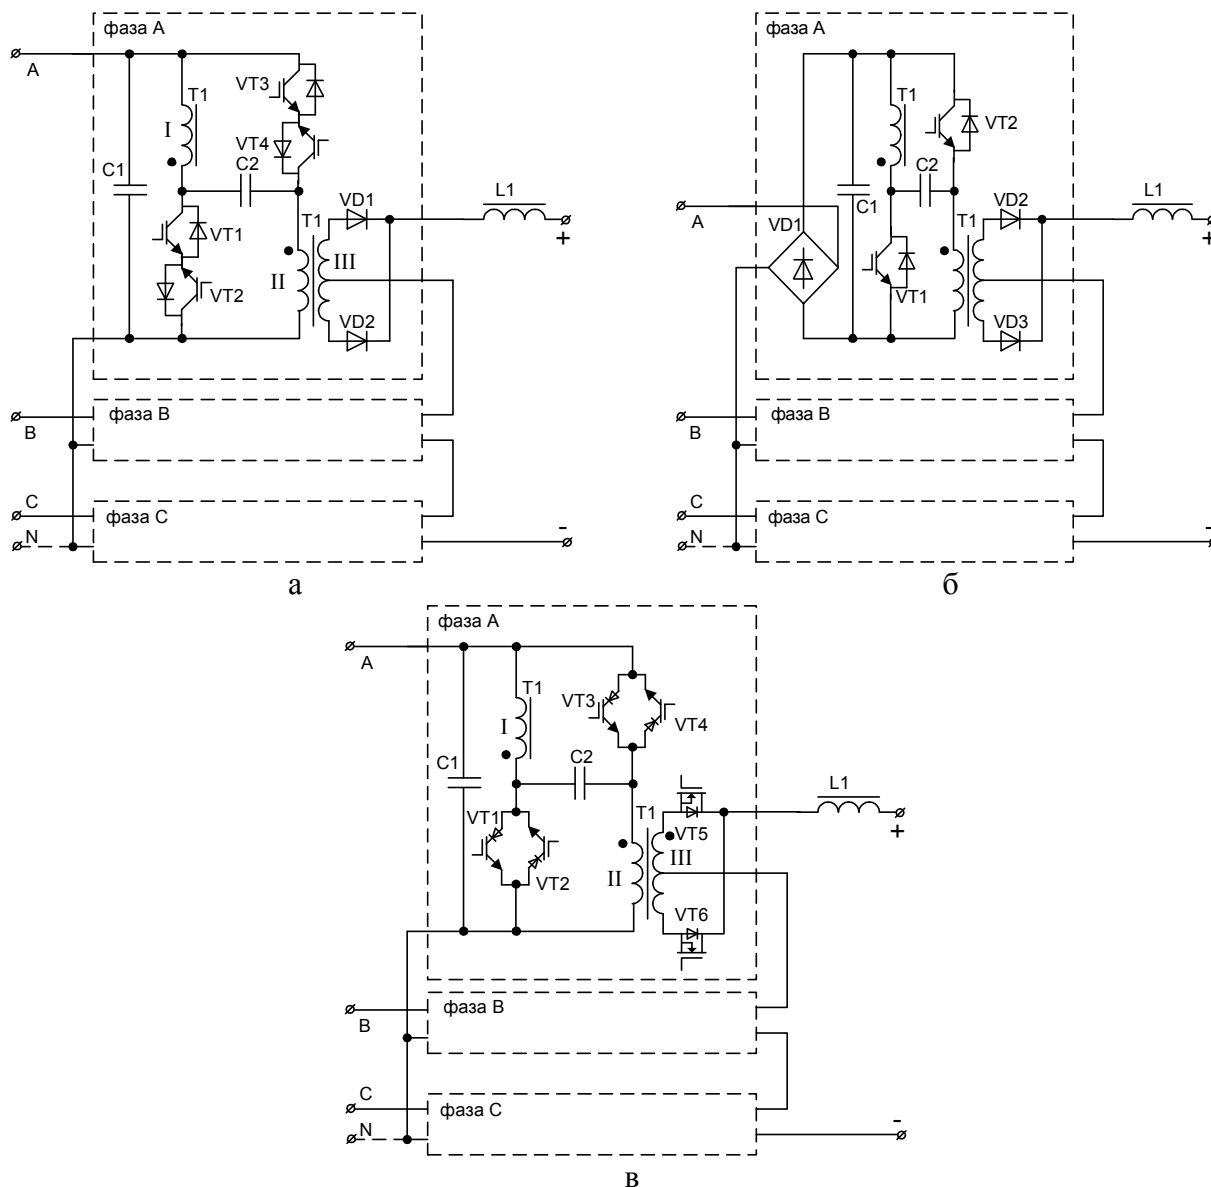 фаза A
A
VT3
T1
I
VT4
C2
C1
VD1
L1
T1
+
VT1
II
III
VT2
VD2
фаза B
B
C
фаза C
N
-
а
фаза A
T1
VT2
C2
C1
VD2
L1
A
VD1
T1
+
VT1
VD3
фаза B
B
C
фаза C
N
-
б
фаза A
A
T1
VT3
I
VT4
C1
C2
L1
VT1
T1
VT5
+
II
III
VT2
VT6
фаза B
B
C
фаза C
N
-
в